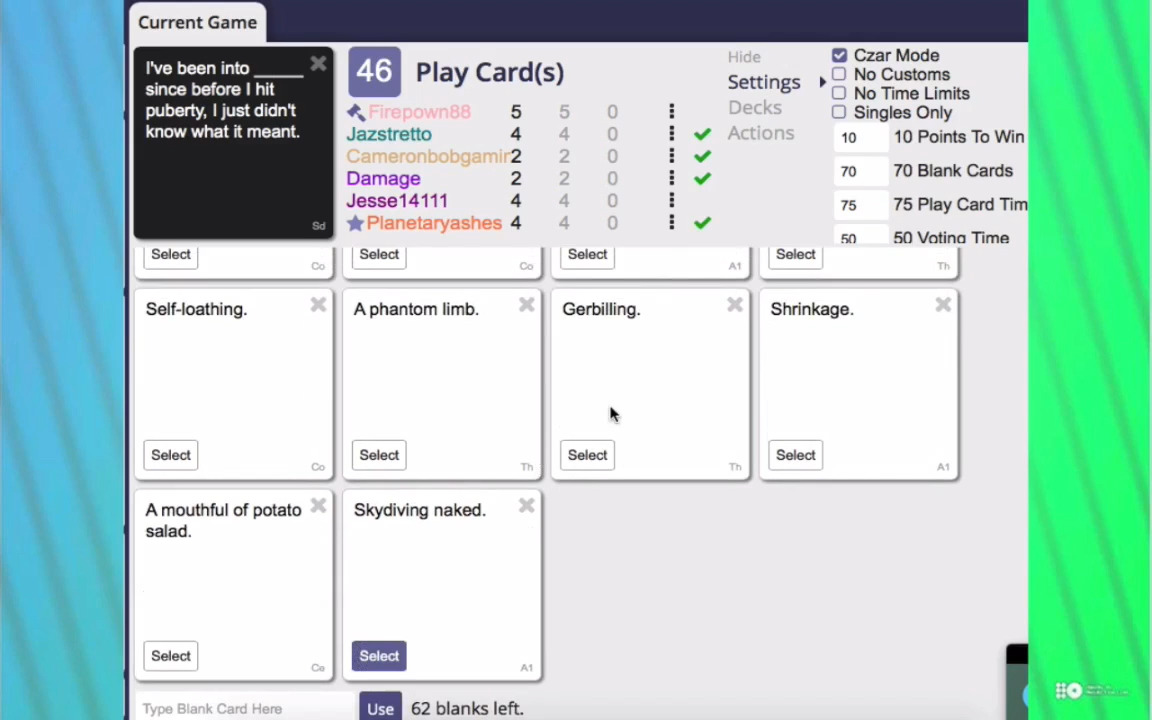 Current Game
I've been into ______
since before I hit
puberty, I just didn't
know what it meant.
Sd
46 Play Card(s)
Firepown88 5 5 0
Jazstretto 4 4 0
Cameronbobgamin 2 2 0
Damage 2 2 0
Jesse14111 4 4 0
Planetaryashes 4 4 0
Hide
Settings
Decks
Actions
Czar Mode
No Customs
No Time Limits
Singles Only
10 10 Points To Win
70 70 Blank Cards
75 75 Play Card Tim
50 50 Voting Time
Select Co
Select Co
Select A1
Select Th
Self-loathing.
Select Co
A phantom limb.
Select Th
Gerbilling.
Select Th
Shrinkage.
Select A1
A mouthful of potato
salad.
Select Ce
Skydiving naked.
Select A1
Type Blank Card Here Use 62 blanks left.